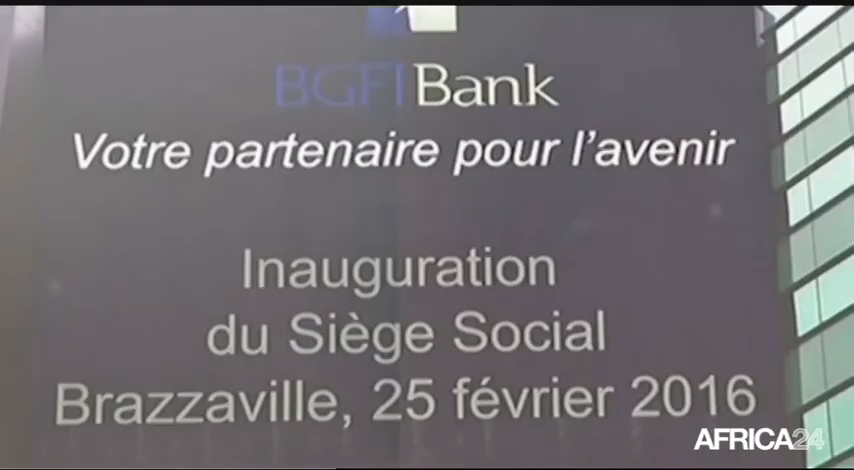 BGFIBank
Votre partenaire pour l'avenir
Inauguration
du Siège Social
Brazzaville, 25 février 2016
AFRICA24